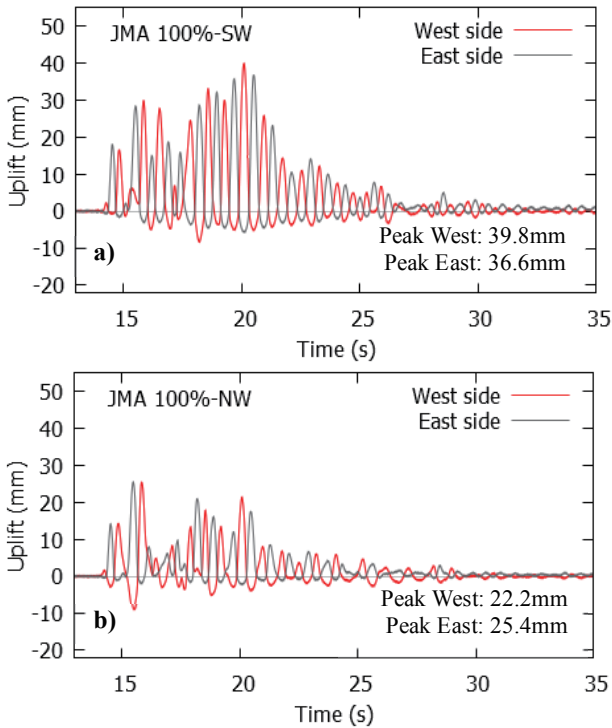 JMA 100%-SW
West side
East side
50
40
30
20
10
0
-10
-20
Uplift (mm)
a)
Peak West: 39.8mm
Peak East: 36.6mm
15 20 25 30 35
Time (s)
JMA 100%-NW
West side
East side
50
40
30
20
10
0
-10
-20
Uplift (mm)
b)
Peak West: 22.2mm
Peak East: 25.4mm
15 20 25 30 35
Time (s)